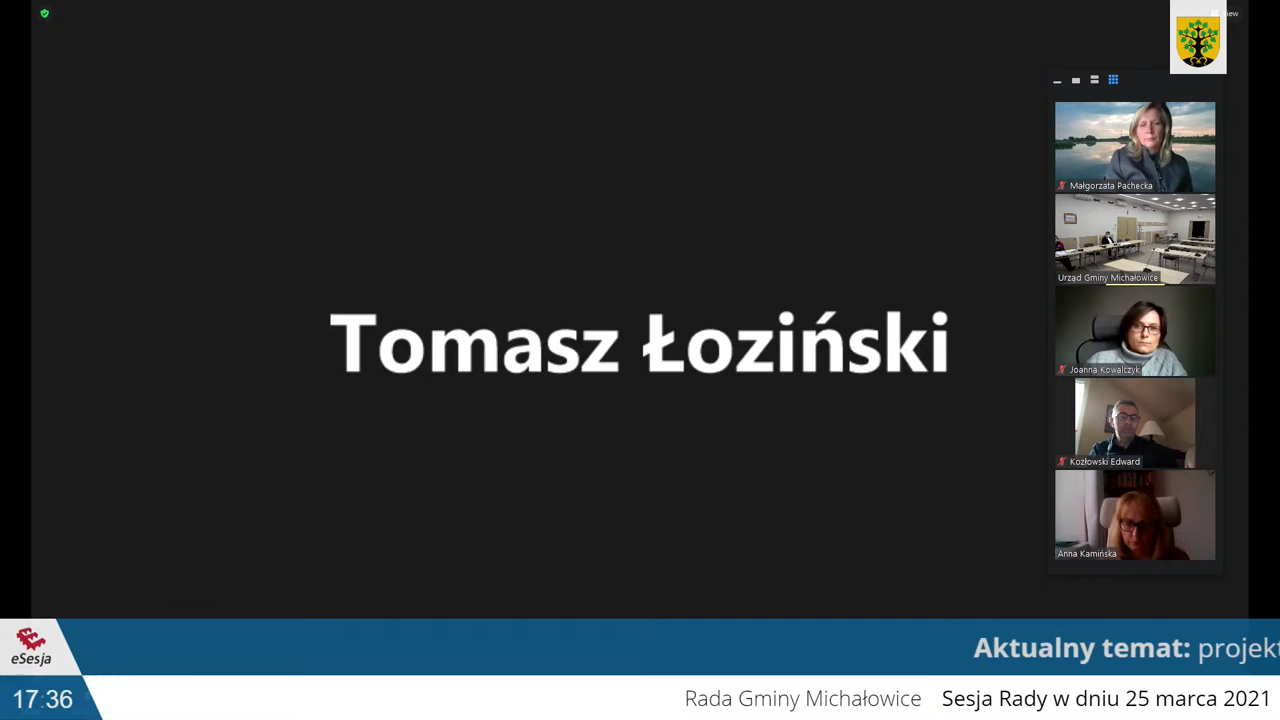 View
Małgorzata Pachecka
Urząd Gminy Michałowice
Joanna Kowalczyk
Kozłowski Edward
Anna Kamińska
Tomasz Łoziński
Aktualny temat: projekt
eSesja
17:36
Rada Gminy Michałowice Sesja Rady w dniu 25 marca 2021